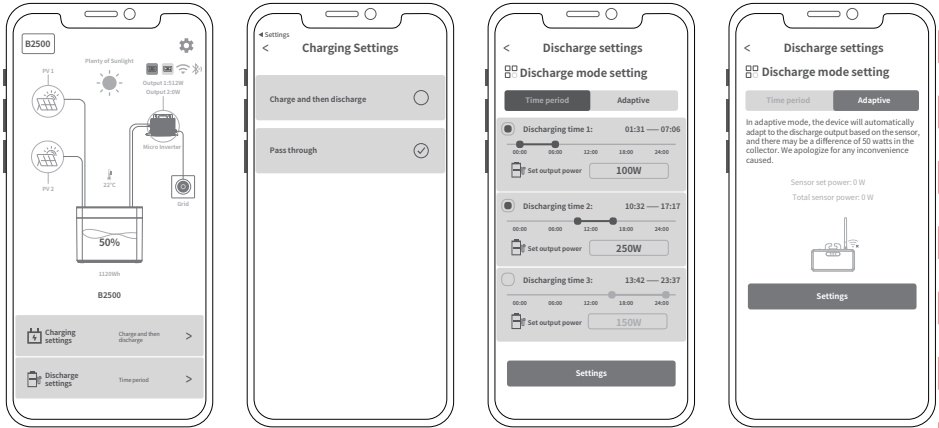 B2500
Plenty of Sunlight
PV 1
Output 1:512W
Output 2:0W
Micro Inverter
PV 2
22°C
Grid
50%
1120Wh
B2500
Charging settings
Charge and then discharge
>
Discharge settings
Time period
>
◀ Settings
< Charging Settings
Charge and then discharge
Pass through
< Discharge settings
Discharge mode setting
Time period Adaptive
Discharging time 1: 01:31 — 07:06
00:00 06:00 12:00 18:00 24:00
Set output power 100W
Discharging time 2: 10:32 — 17:17
00:00 06:00 12:00 18:00 24:00
Set output power 250W
Discharging time 3: 13:42 — 23:37
00:00 06:00 12:00 18:00 24:00
Set output power 150W
Settings
< Discharge settings
Discharge mode setting
Time period Adaptive
In adaptive mode, the device will automatically
adapt to the discharge output based on the sensor,
and there may be a difference of 50 watts in the
collector. We apologize for any inconvenience
caused.
Sensor set power: 0 W
Total sensor power: 0 W
Settings